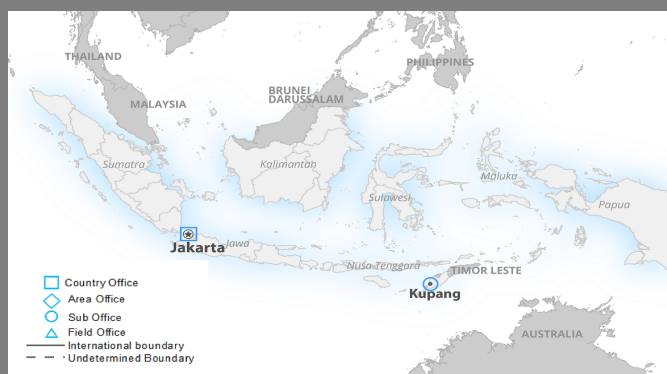 THAILAND
PHILIPPINES
BRUNEI
DARUSSALAM
MALAYSIA
Sumatra
Kalimantan
Maluku
Sulawesi
Papua
Jakarta
Jawa
Nusa Tenggara
TIMOR LESTE
Kupang
AUSTRALIA
Country Office
Area Office
Sub Office
Field Office
International boundary
Undetermined Boundary